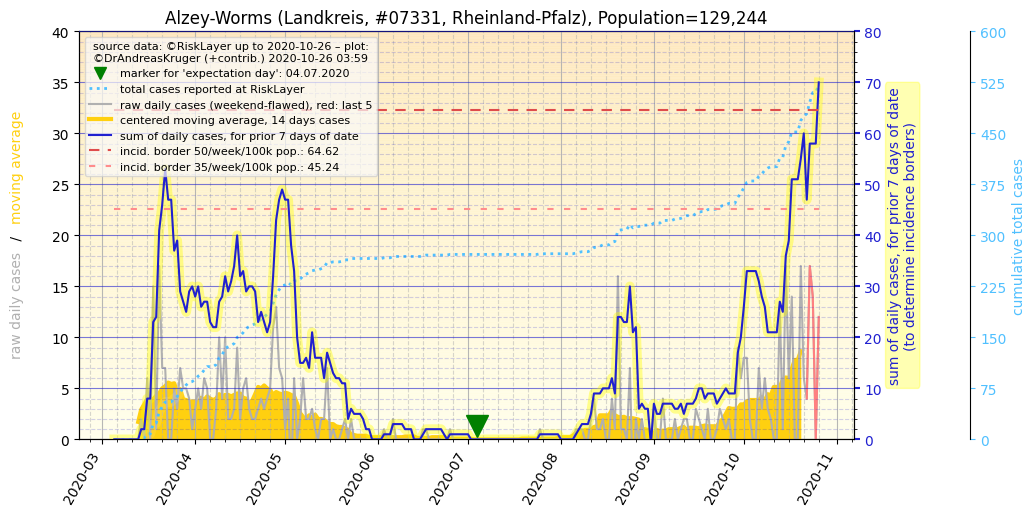 Alzey-Worms (Landkreis, #07331, Rheinland-Pfalz), Population=129,244
source data: ©RiskLayer up to 2020-10-26 – plot:
©DrAndreasKruger (+contrib.) 2020-10-26 03:59
marker for 'expectation day': 04.07.2020
total cases reported at RiskLayer
raw daily cases (weekend-flawed), red: last 5
centered moving average, 14 days cases
sum of daily cases, for prior 7 days of date
incid. border 50/week/100k pop.: 64.62
incid. border 35/week/100k pop.: 45.24
raw daily cases / moving average
40
35
30
25
20
15
10
5
0
80
70
60
50
40
30
20
10
0
sum of daily cases, for prior 7 days of date
(to determine incidence borders)
600
525
450
375
300
225
150
75
0
cumulative total cases
2020-03
2020-04
2020-05
2020-06
2020-07
2020-08
2020-09
2020-10
2020-11